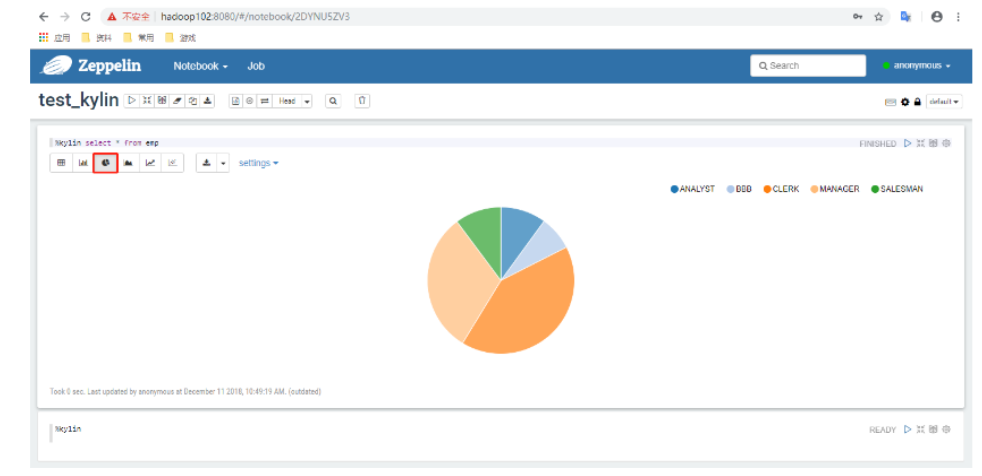 不安全 | hadoop102:8080/#/notebook/2DYNU5ZV3
应用 资料 常用 游戏
Zeppelin Notebook Job Search anonymous
test_kylin Head default
%kylin select * from emp FINISHED
settings
ANALYST BBB CLERK MANAGER SALESMAN
Took 0 sec. Last updated by anonymous at December 11 2018, 10:49:19 AM. (outdated)
%kylin READY